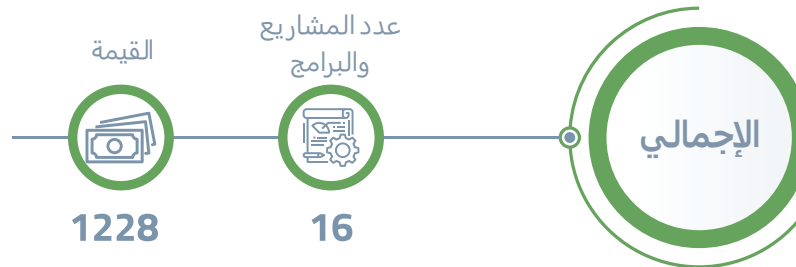 الإجمالي
عدد المشاريع
والبرامج
16
القيمة
1228